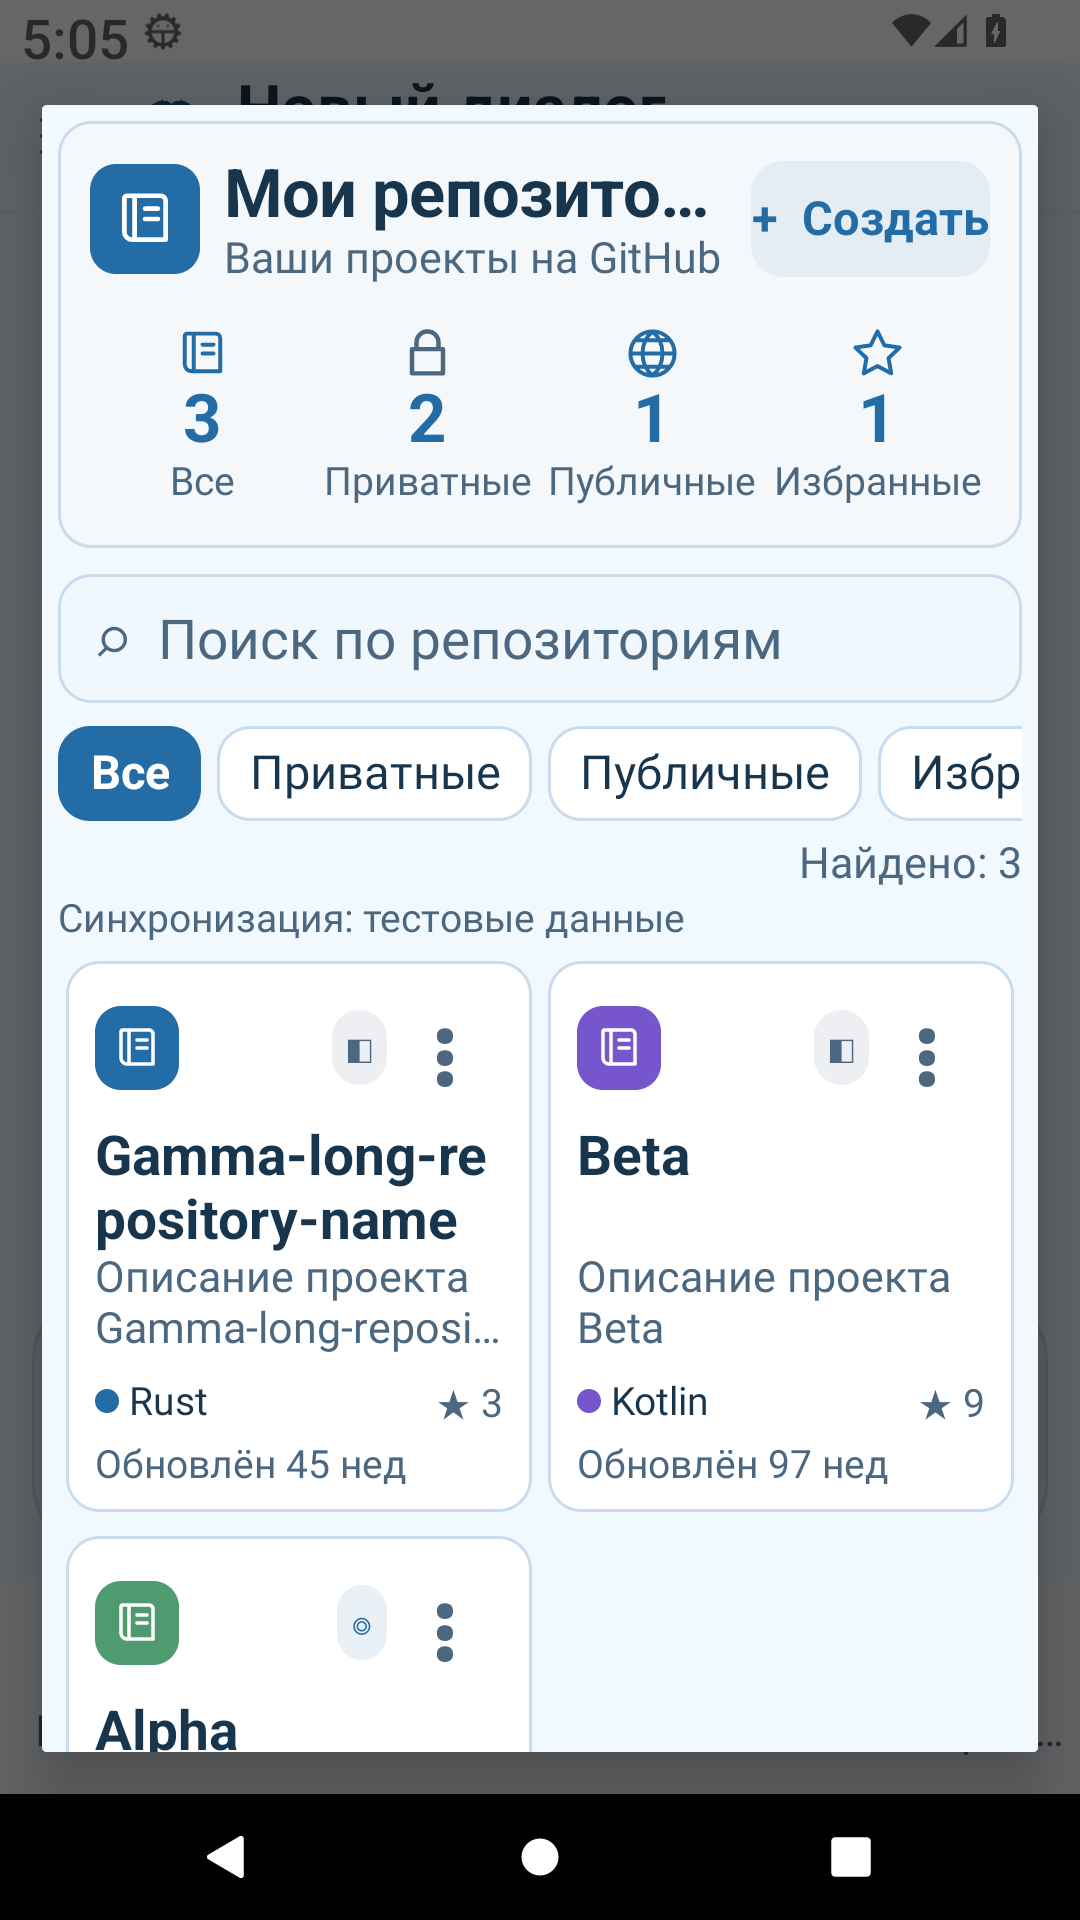 5:05
Новый диалог
Мои репозито...
Ваши проекты на GitHub
+ Создать
3
2
1
1
Все
Приватные
Публичные
Избранные
Поиск по репозиториям
Все
Приватные
Публичные
Избр
Найдено: 3
Синхронизация: тестовые данные
Gamma-long-re
pository-name
Описание проекта
Gamma-long-reposi...
Rust
★ 3
Обновлён 45 нед
Beta
Описание проекта
Beta
Kotlin
★ 9
Обновлён 97 нед
Alpha